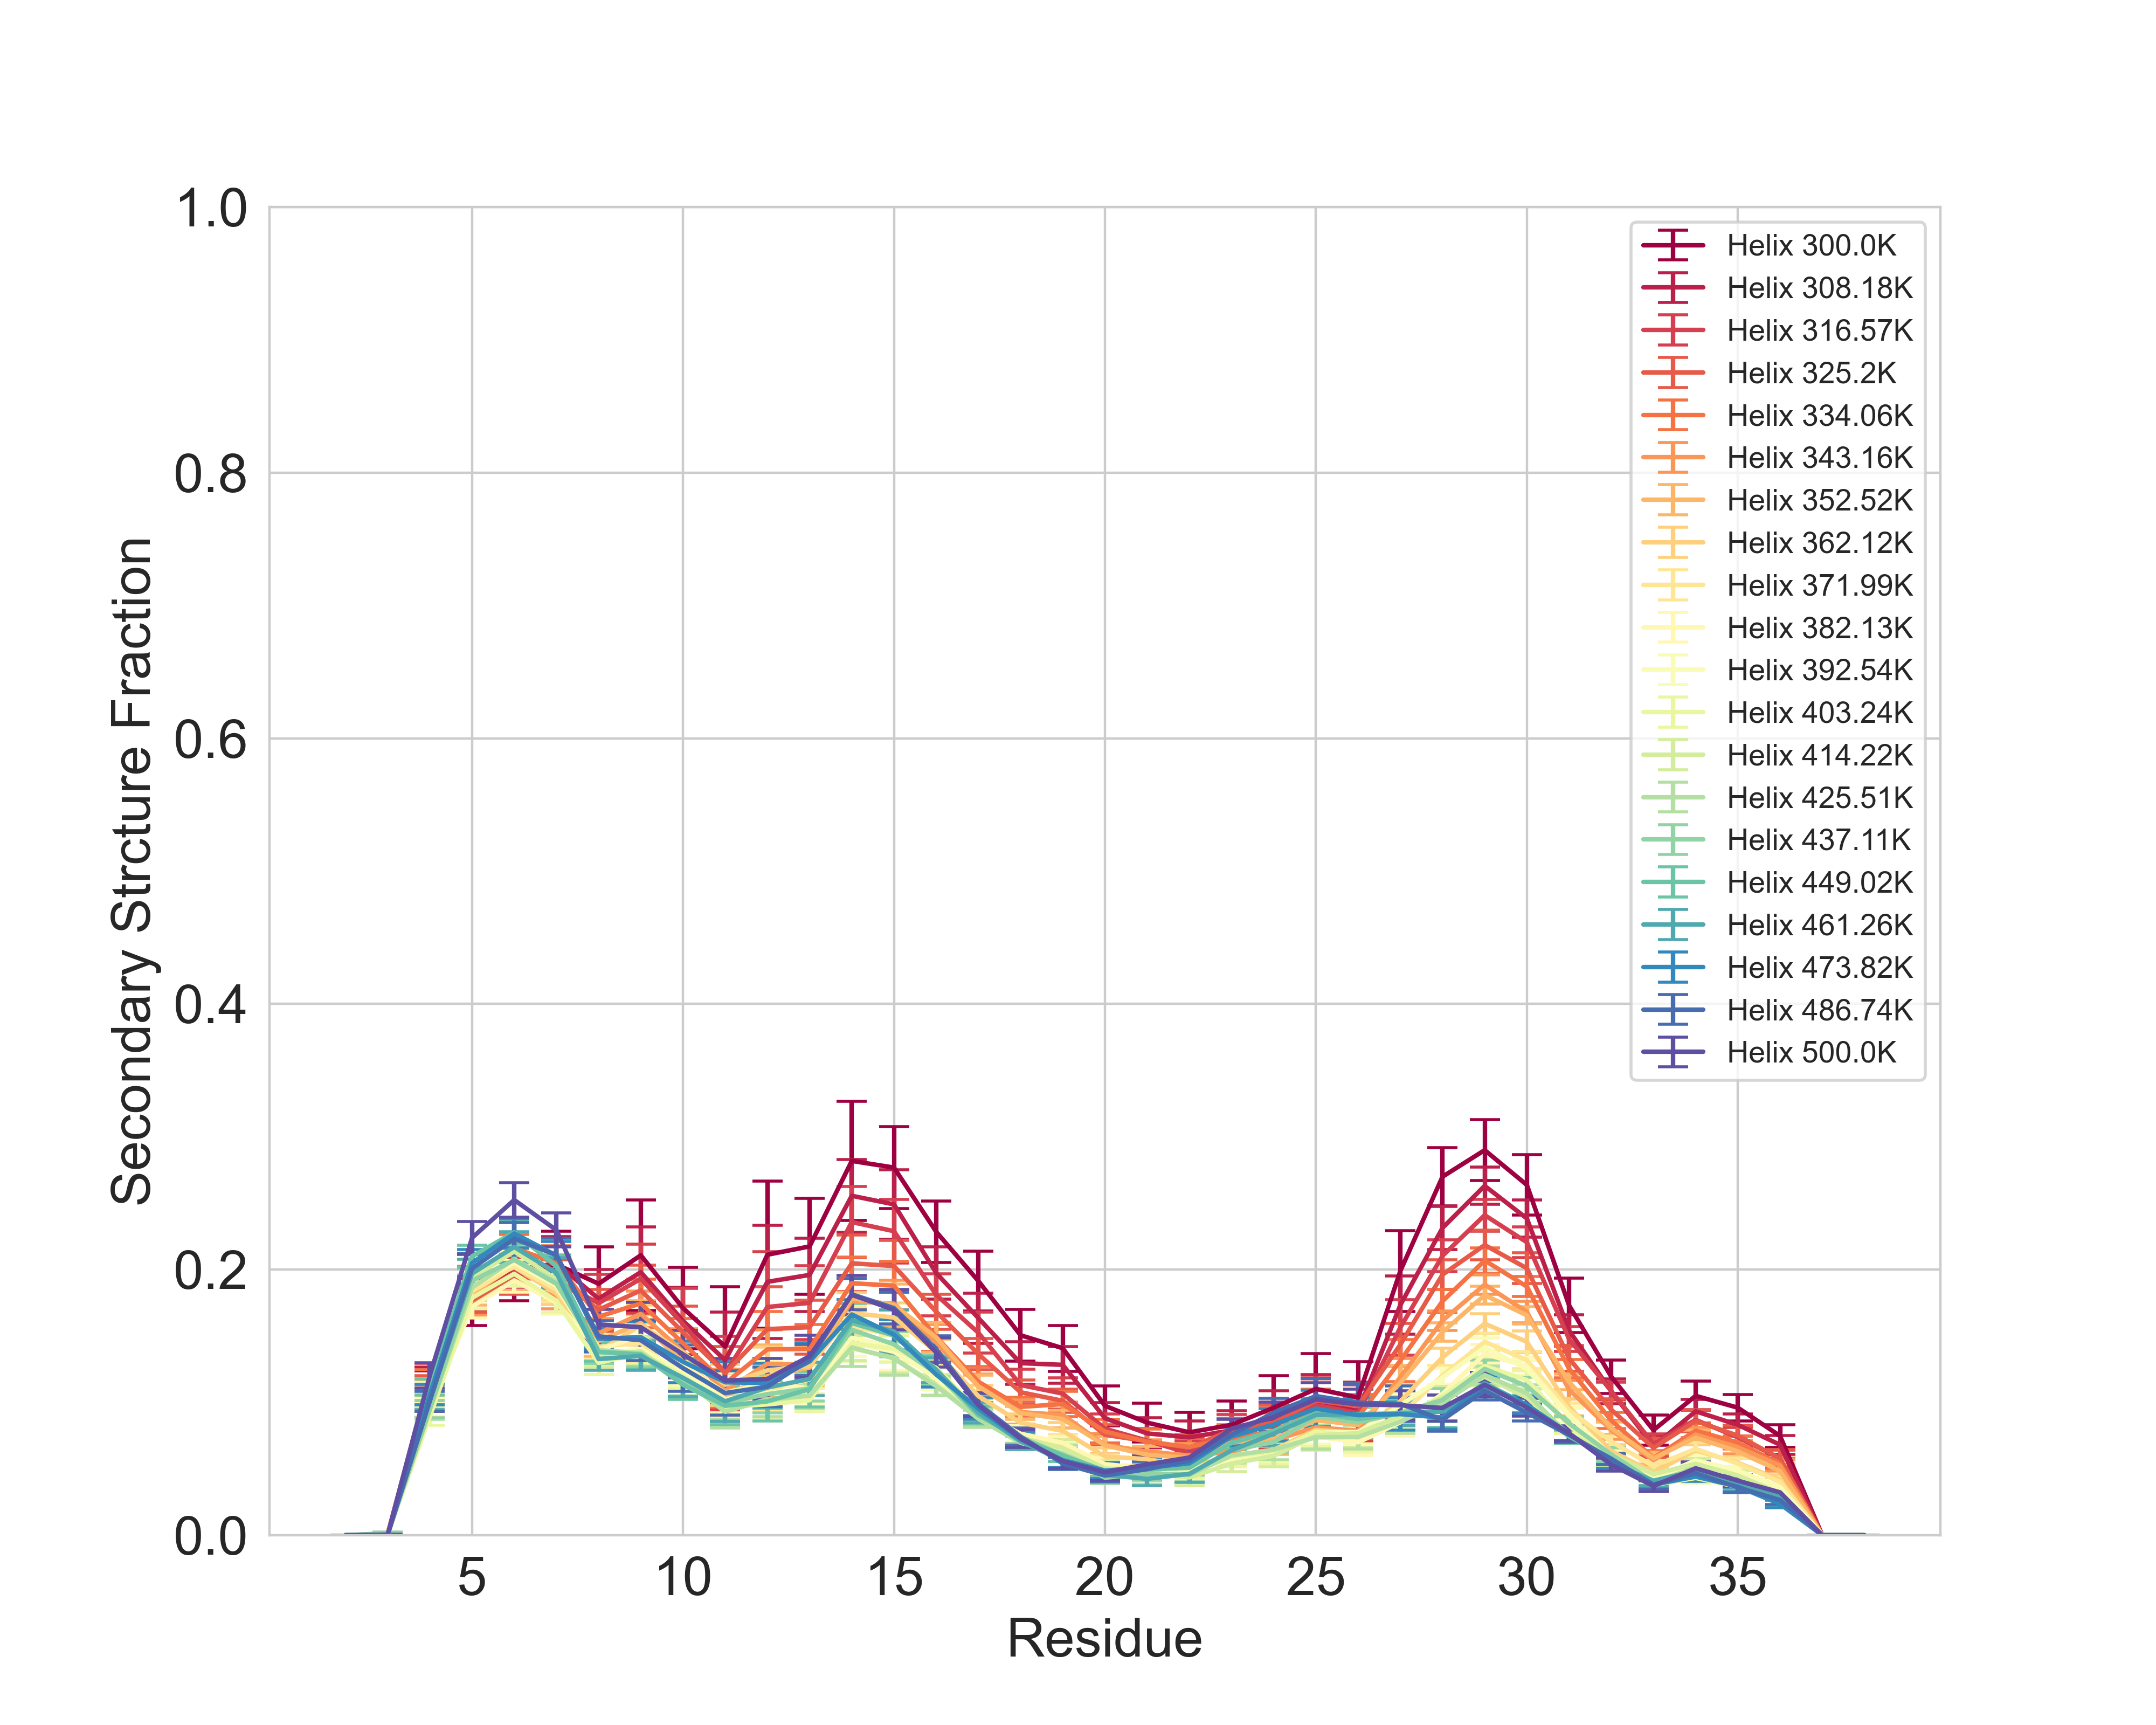 1.0
0.8
0.6
0.4
0.2
0.0
Secondary Strcture Fraction
5 10 15 20 25 30 35
Residue
Helix 300.0K
Helix 308.18K
Helix 316.57K
Helix 325.2K
Helix 334.06K
Helix 343.16K
Helix 352.52K
Helix 362.12K
Helix 371.99K
Helix 382.13K
Helix 392.54K
Helix 403.24K
Helix 414.22K
Helix 425.51K
Helix 437.11K
Helix 449.02K
Helix 461.26K
Helix 473.82K
Helix 486.74K
Helix 500.0K